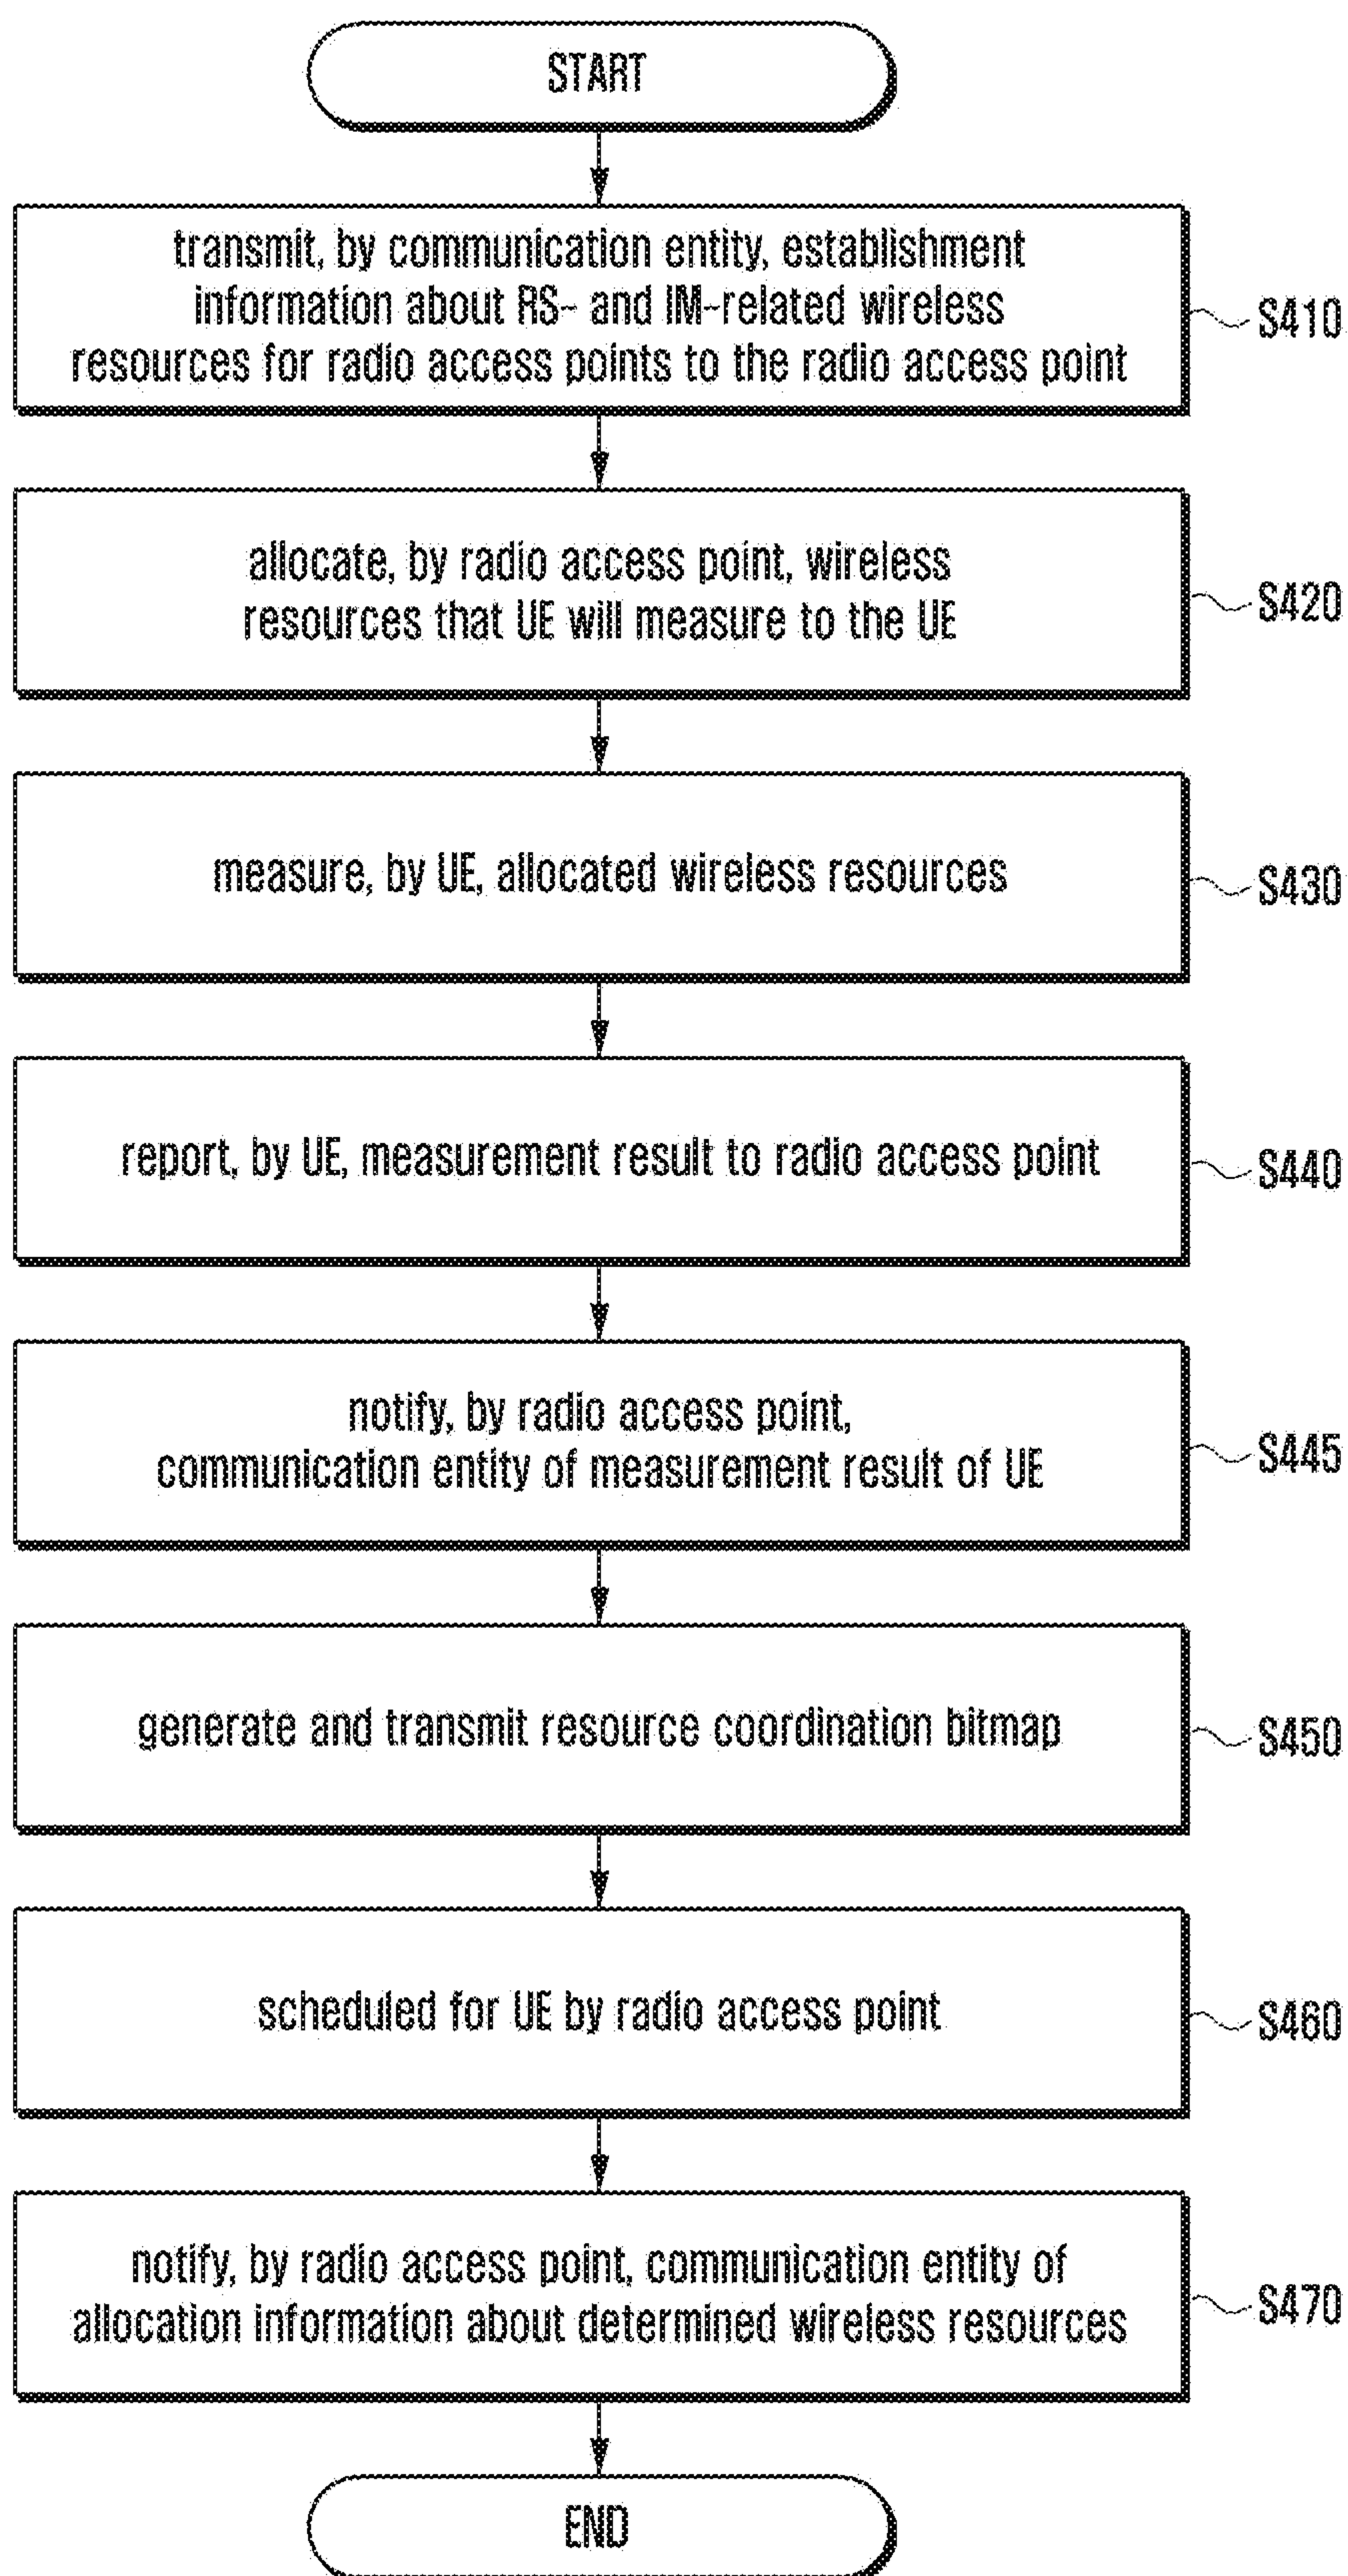 START
transmit, by communication entity, establishment
information about RS- and IM-related wireless
resources for radio access points to the radio access point
S410
allocate, by radio access point, wireless
resources that UE will measure to the UE
S420
measure, by UE, allocated wireless resources
S430
report, by UE, measurement result to radio access point
S440
notify, by radio access point,
communication entity of measurement result of UE
S445
generate and transmit resource coordination bitmap
S450
scheduled for UE by radio access point
S460
notify, by radio access point, communication entity of
allocation information about determined wireless resources
S470
END